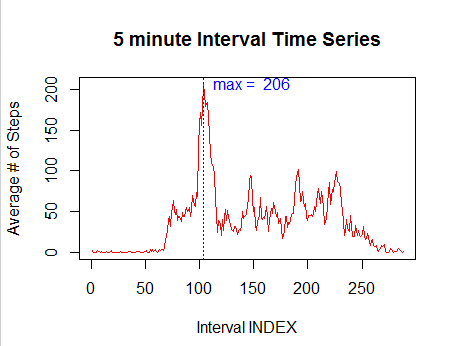 5 minute Interval Time Series
max = 206
Average # of Steps
200
150
100
50
0
0 50 100 150 200 250
Interval INDEX